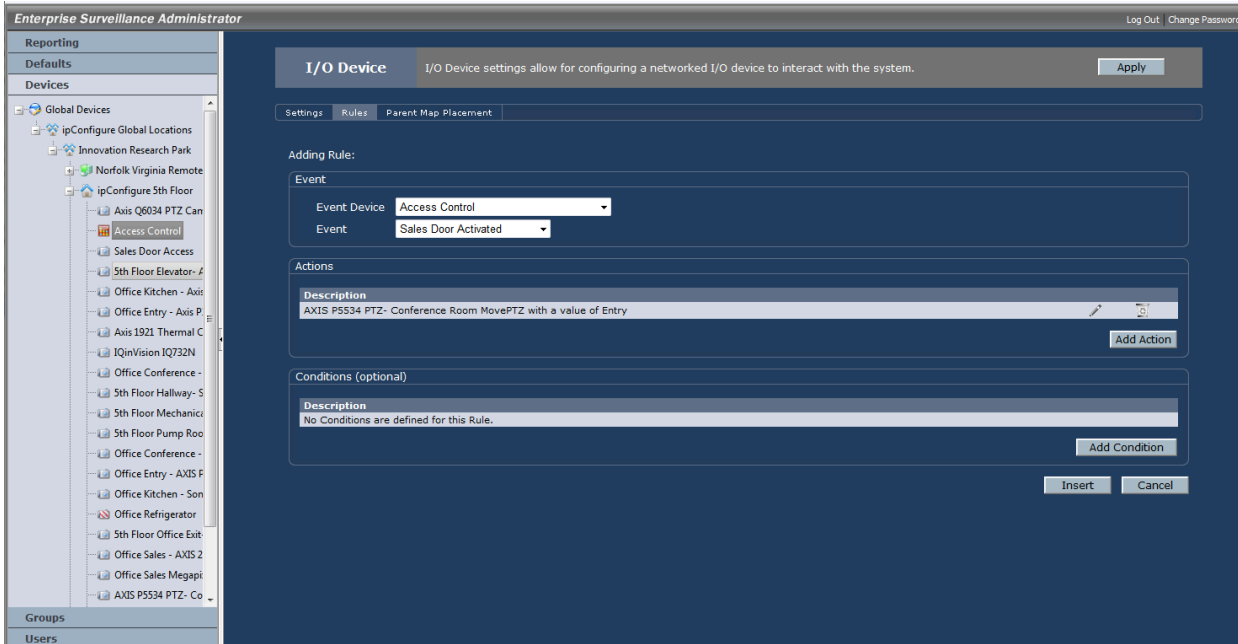 Enterprise Surveillance Administrator
Log Out | Change Password
Reporting
Defaults
Devices
Global Devices
ipConfigure Global Locations
Innovation Research Park
Norfolk Virginia Remote
ipConfigure 5th Floor
Axis Q6034 PTZ Cam
Access Control
Sales Door Access
5th Floor Elevator- A
Office Kitchen - Axis
Office Entry - Axis P
Axis 1921 Thermal C
IQinVision IQ732N
Office Conference -
5th Floor Hallway- S
5th Floor Mechanica
5th Floor Pump Roo
Office Conference -
Office Entry - AXIS P
Office Kitchen - Son
Office Refrigerator
5th Floor Office Exit-
Office Sales - AXIS 2
Office Sales Megapi
AXIS P5534 PTZ- Co
Groups
Users
I/O Device
I/O Device settings allow for configuring a networked I/O device to interact with the system.
Apply
Settings Rules Parent Map Placement
Adding Rule:
Event
Event Device Access Control
Event Sales Door Activated
Actions
Description
AXIS P5534 PTZ- Conference Room MovePTZ with a value of Entry
Add Action
Conditions (optional)
Description
No Conditions are defined for this Rule.
Add Condition
Insert Cancel